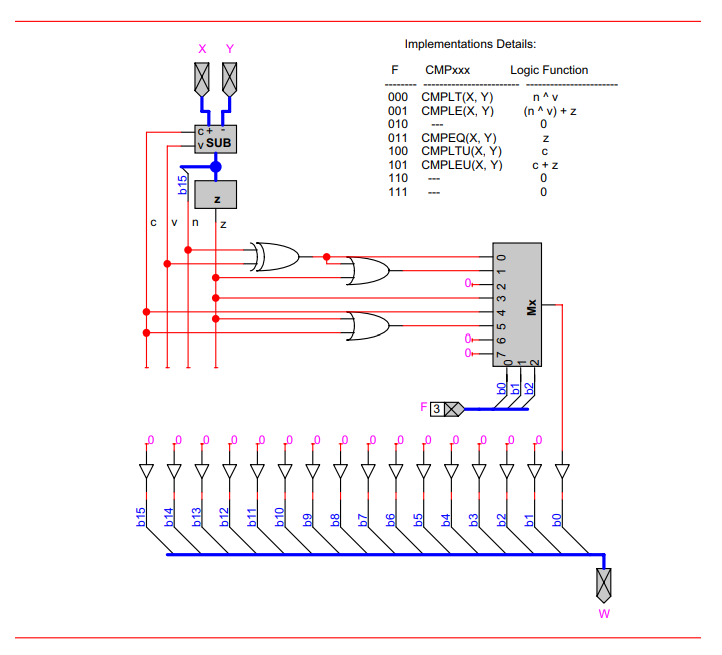 Implementations Details:
X Y
F CMPxxx Logic Function
-------- ------------------------ -----------------------
000 CMPLT(X, Y) n ^ v
001 CMPLE(X, Y) (n ^ v) + z
010 --- 0
011 CMPEQ(X, Y) z
100 CMPLTU(X, Y) c
101 CMPLEU(X, Y) c + z
110 --- 0
111 --- 0
c + -
v SUB
b15
z
c v n z
0
1
0 2
3
4
5
0 6
0 7
Mx
0 1 2
b0 b1 b2
F 3
0 0 0 0 0 0 0 0 0 0 0 0 0 0 0
b15 b14 b13 b12 b11 b10 b9 b8 b7 b6 b5 b4 b3 b2 b1 b0
W